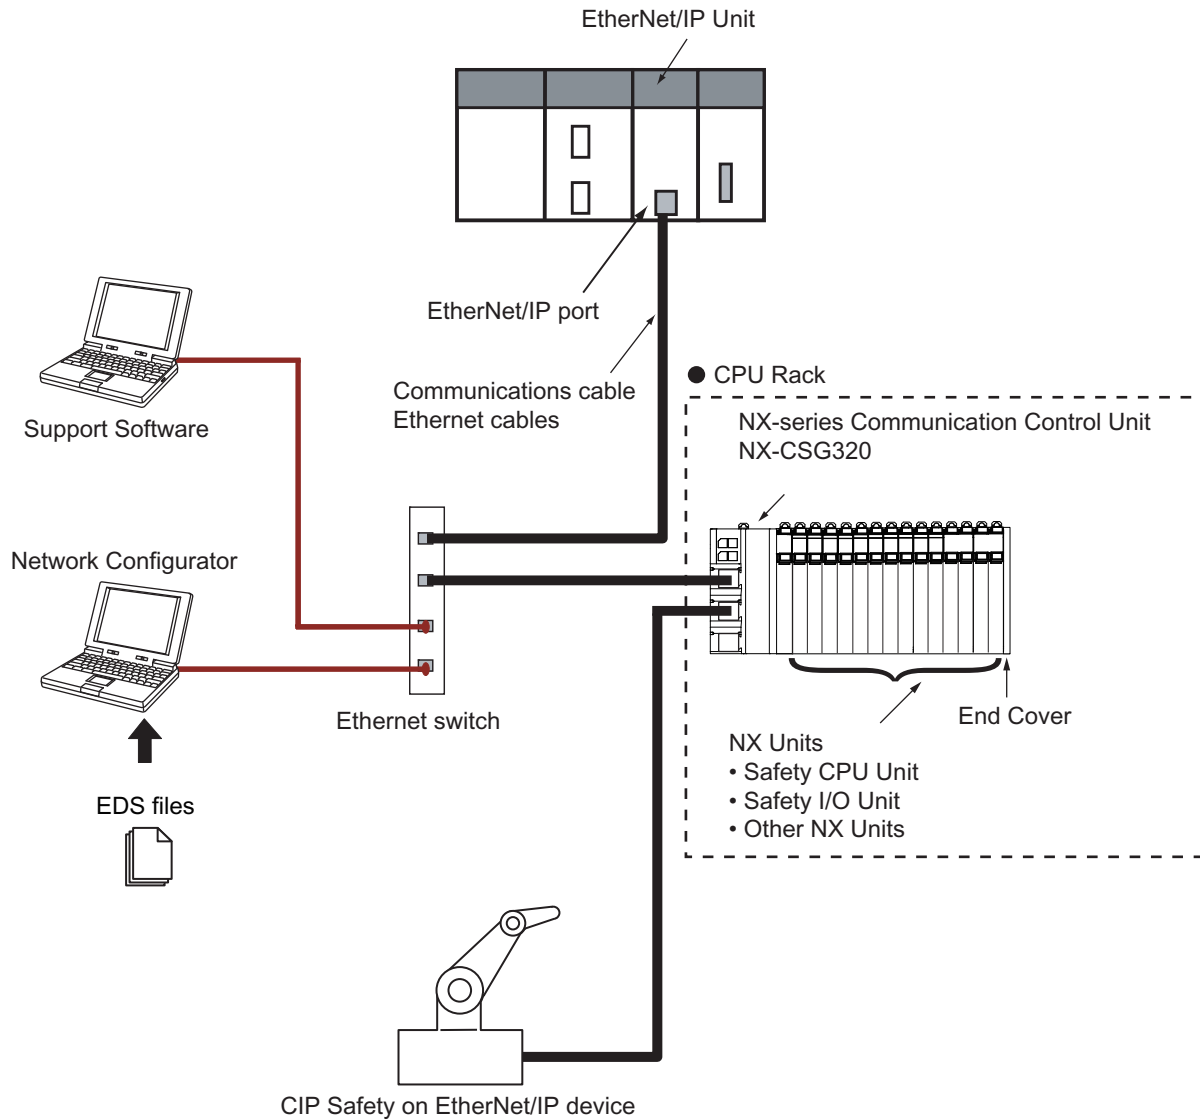 EtherNet/IP Unit
EtherNet/IP port
Communications cable
Ethernet cables
● CPU Rack
NX-series Communication Control Unit
NX-CSG320
Support Software
Network Configurator
Ethernet switch
End Cover
NX Units
• Safety CPU Unit
• Safety I/O Unit
• Other NX Units
EDS files
CIP Safety on EtherNet/IP device